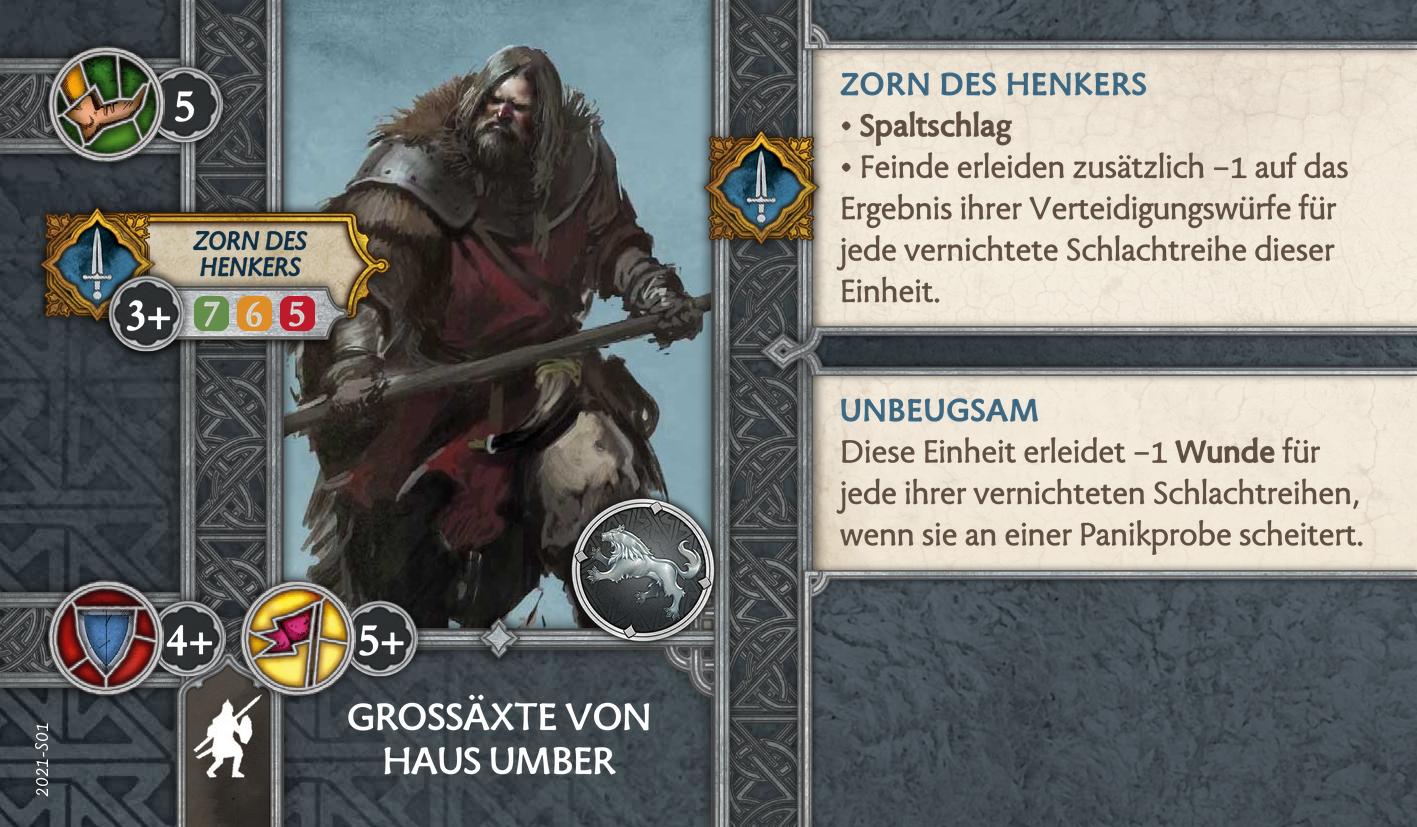 5
ZORN DES
HENKERS
3+
7 6 5
4+
5+
GROSSÄXTE VON
HAUS UMBER
2021-S01
ZORN DES HENKERS
• Spaltschlag
• Feinde erleiden zusätzlich –1 auf das
Ergebnis ihrer Verteidigungswürfe für
jede vernichtete Schlachtreihe dieser
Einheit.
UNBEUGSAM
Diese Einheit erleidet –1 Wunde für
jede ihrer vernichteten Schlachtreihen,
wenn sie an einer Panikprobe scheitert.